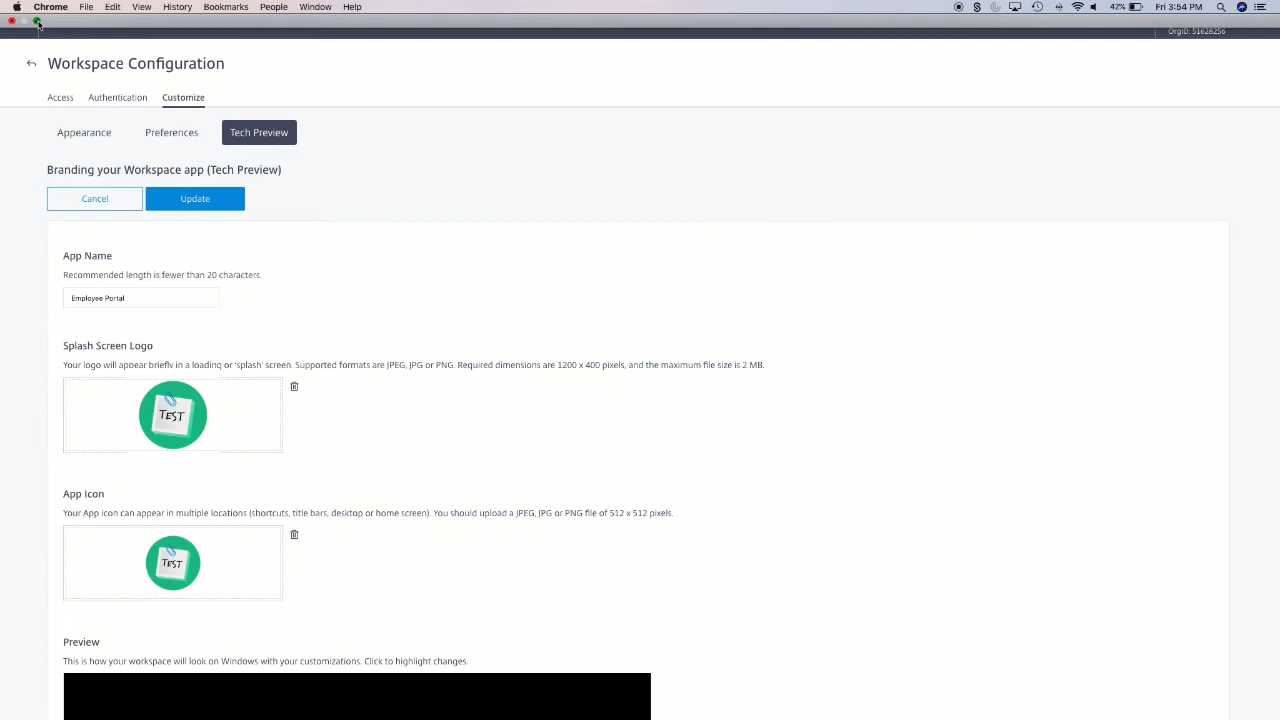 Chrome File Edit View History Bookmarks People Window Help 42% Fri 3:54 PM
OrgID: 51628256
Workspace Configuration
Access Authentication Customize
Appearance Preferences Tech Preview
Branding your Workspace app (Tech Preview)
Cancel Update
App Name
Recommended length is fewer than 20 characters.
Employee Portal
Splash Screen Logo
Your logo will appear briefly in a loading or 'splash' screen. Supported formats are JPEG, JPG or PNG. Required dimensions are 1200 x 400 pixels, and the maximum file size is 2 MB.
TEST
App Icon
Your App icon can appear in multiple locations (shortcuts, title bars, desktop or home screen). You should upload a JPEG, JPG or PNG file of 512 x 512 pixels.
TEST
Preview
This is how your workspace will look on Windows with your customizations. Click to highlight changes.